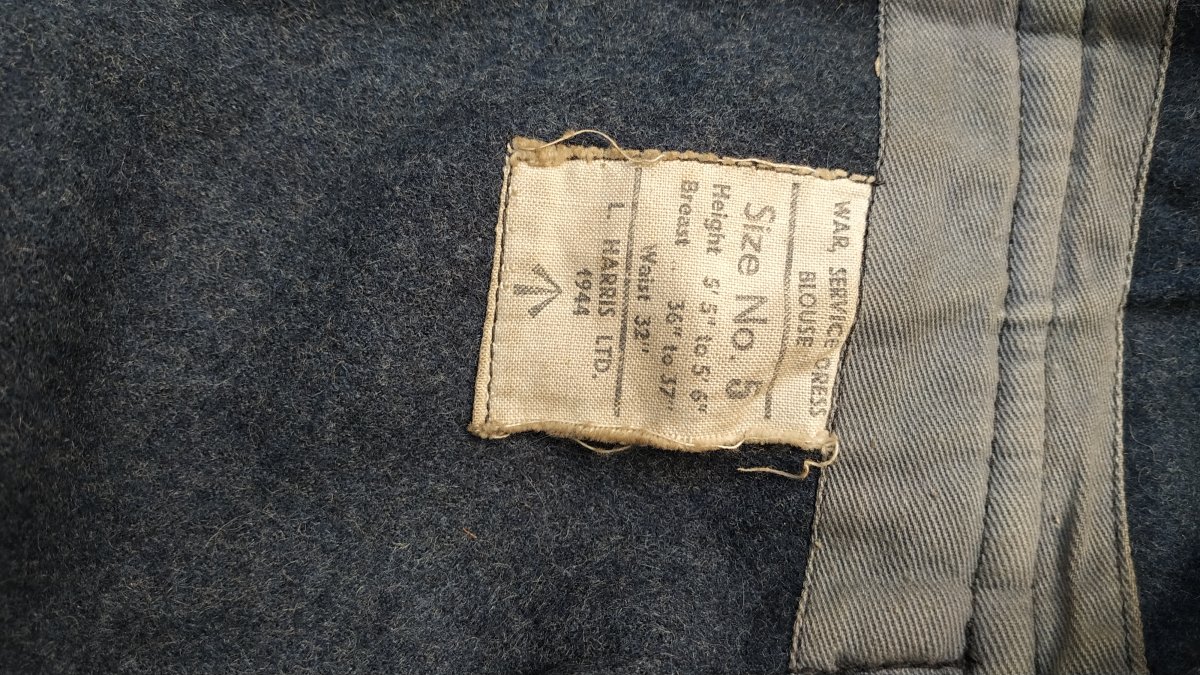 WAR, SERVICE DRESS
BLOUSE
Size No. 5
Height 5' 5" to 5' 6"
Breast .. 36" to 37"
Waist 32"
L. HARRIS LTD.
1944